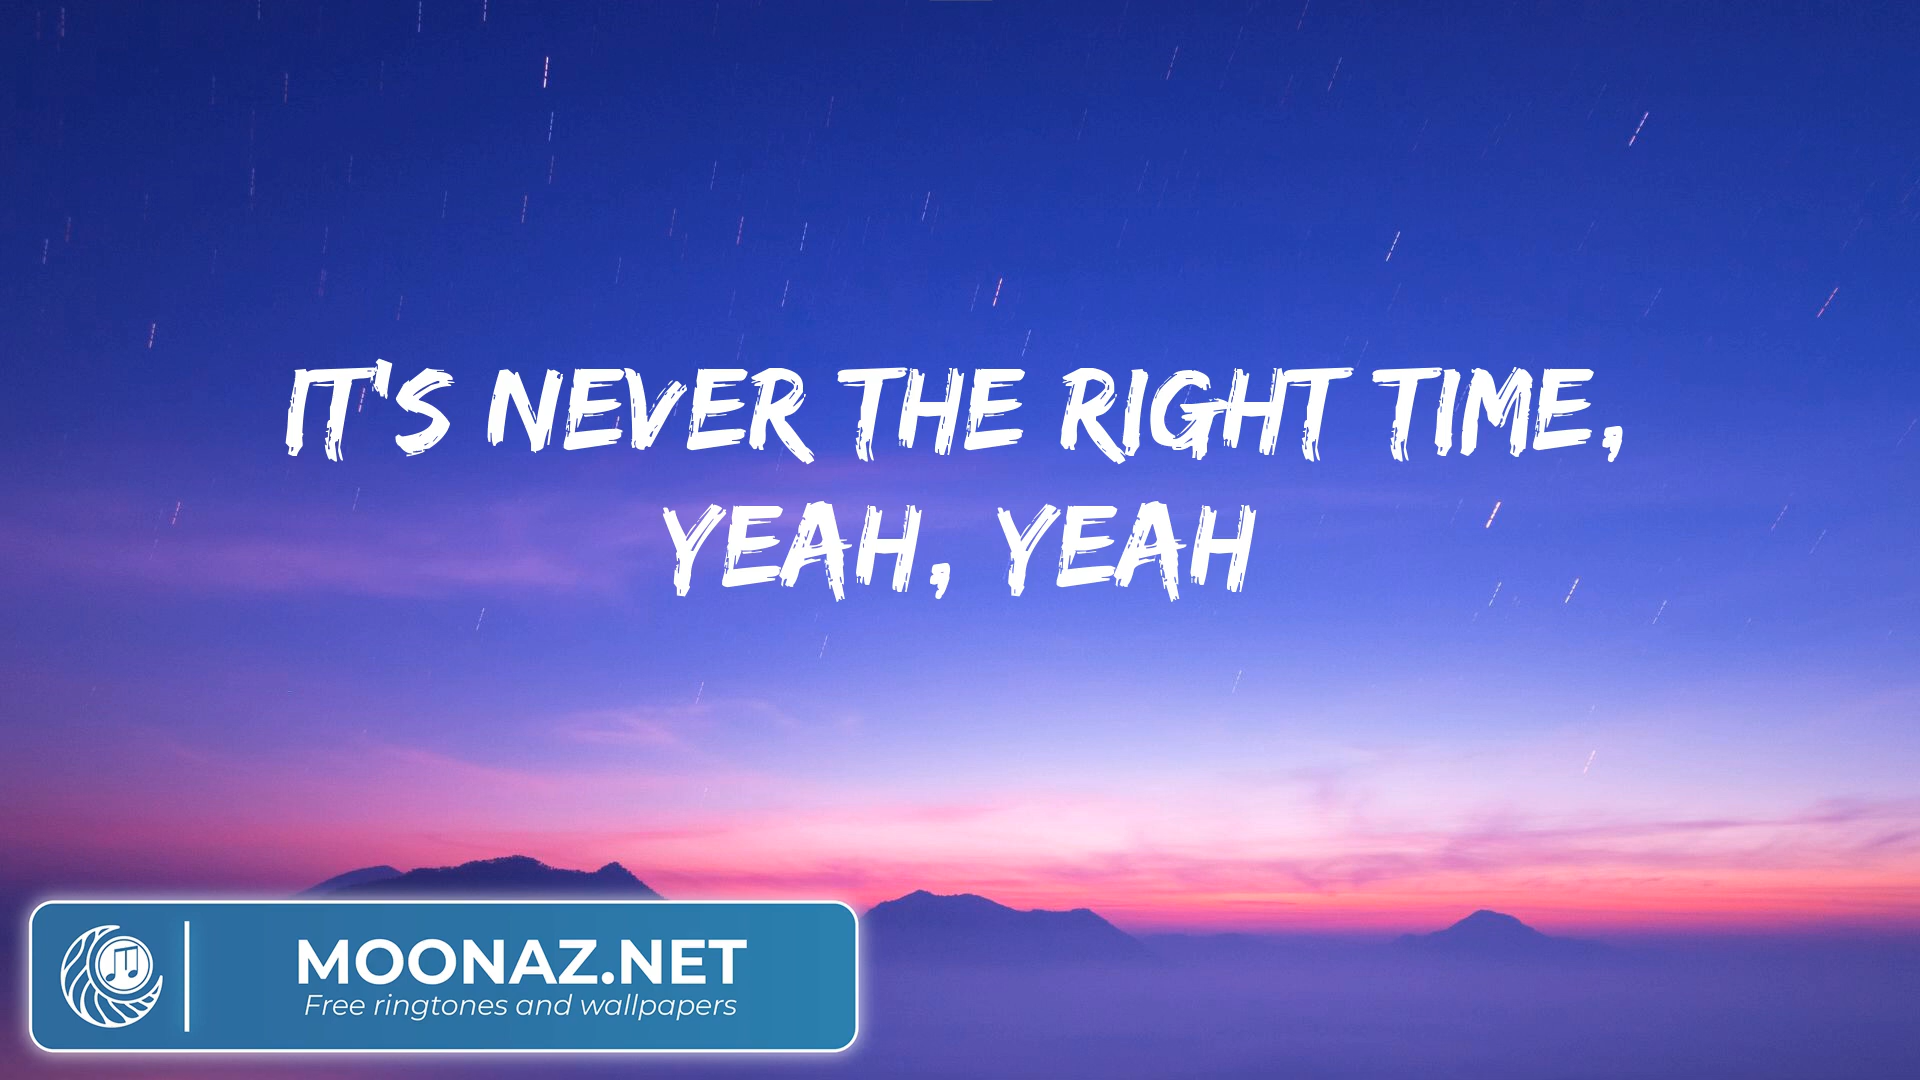 IT'S NEVER THE RIGHT TIME,
YEAH, YEAH
MOONAZ.NET
Free ringtones and wallpapers